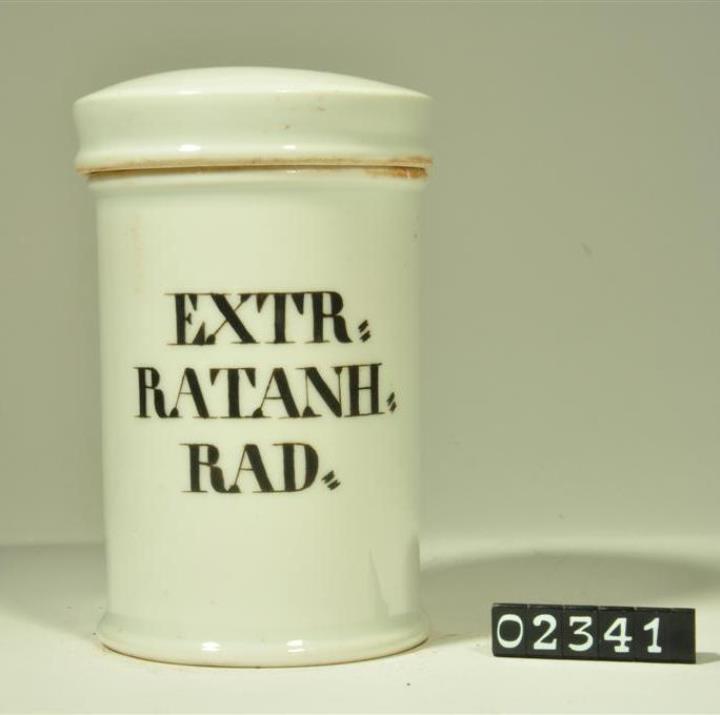 EXTR.
RATANH.
RAD.
02341